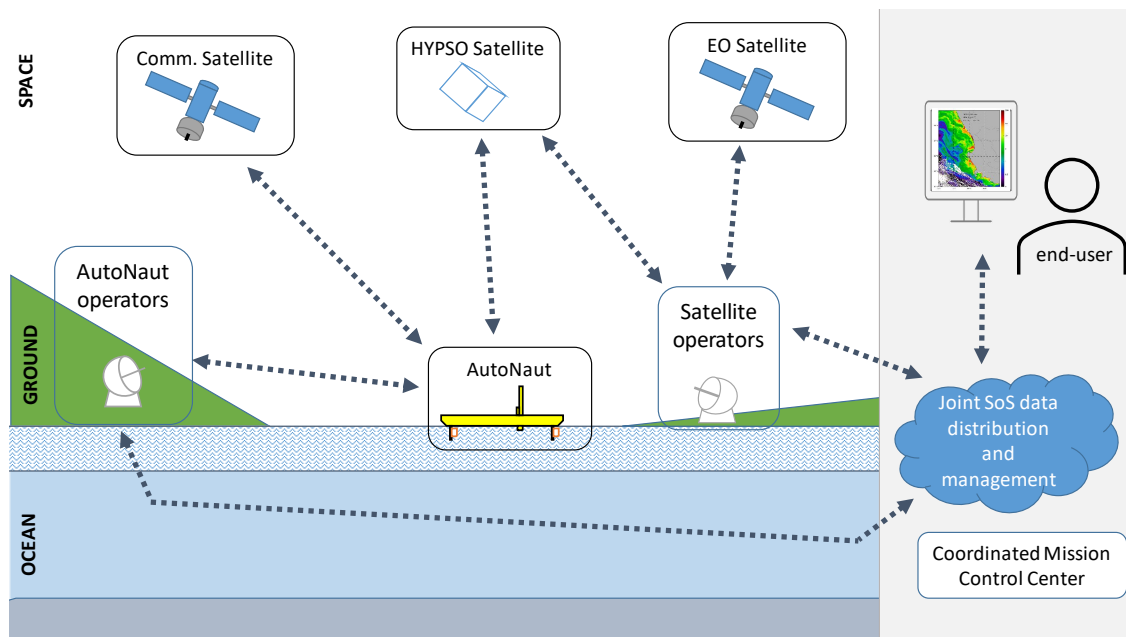 SPACE
Comm. Satellite
HYPSO Satellite
EO Satellite
end-user
GROUND
AutoNaut
operators
AutoNaut
Satellite
operators
Joint SoS data
distribution
and
management
OCEAN
Coordinated Mission
Control Center